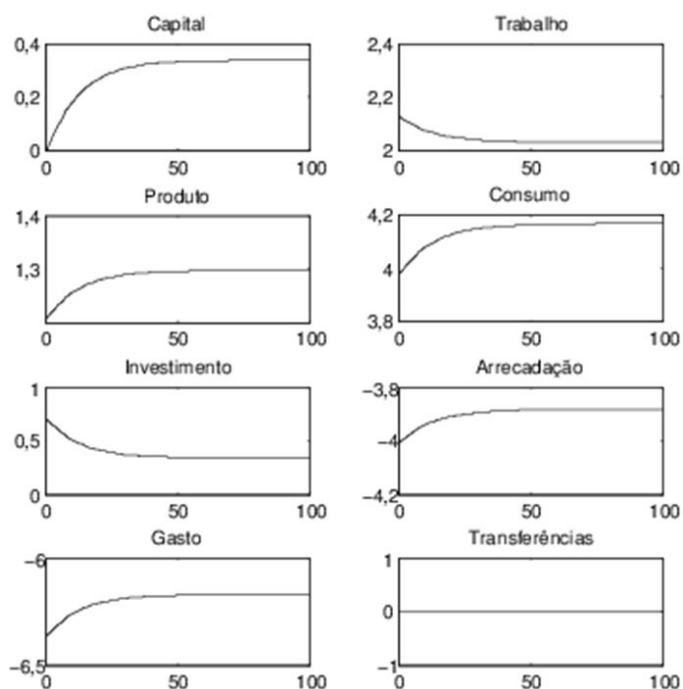 Capital
0,4
0,2
0
0 50 100
Trabalho
2,4
2,2
2
0 50 100
Produto
1,4
1,3
0 50 100
Consumo
4,2
4
3,8
0 50 100
Investimento
1
0,5
0
0 50 100
Arrecadação
−3,8
−4
−4,2
0 50 100
Gasto
−6
−6,5
0 50 100
Transferências
1
0
−1
0 50 100